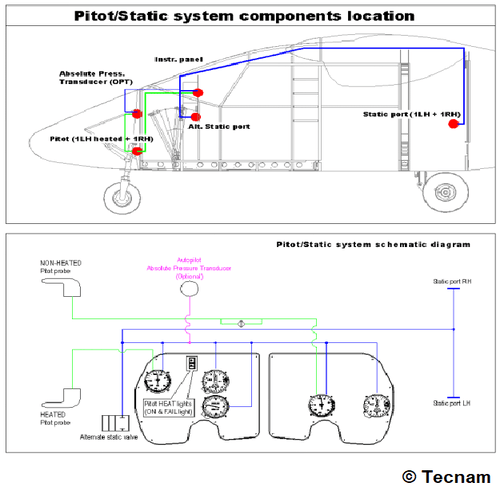 Pitot/Static system components location
Instr. panel
Absolute Press.
Transducer (OPT)
Static port (1LH + 1RH)
Alt. Static port
Pitot (1LH heated + 1RH)
Pitot/Static system schematic diagram
NON-HEATED
Pitot probe
Autopilot
Absolute Pressure Transducer
(Optional)
Static port RH
Pitot HEAT lights
(ON & FAIL light)
HEATED
Pitot probe
Alternate static valve
Static port LH
© Tecnam